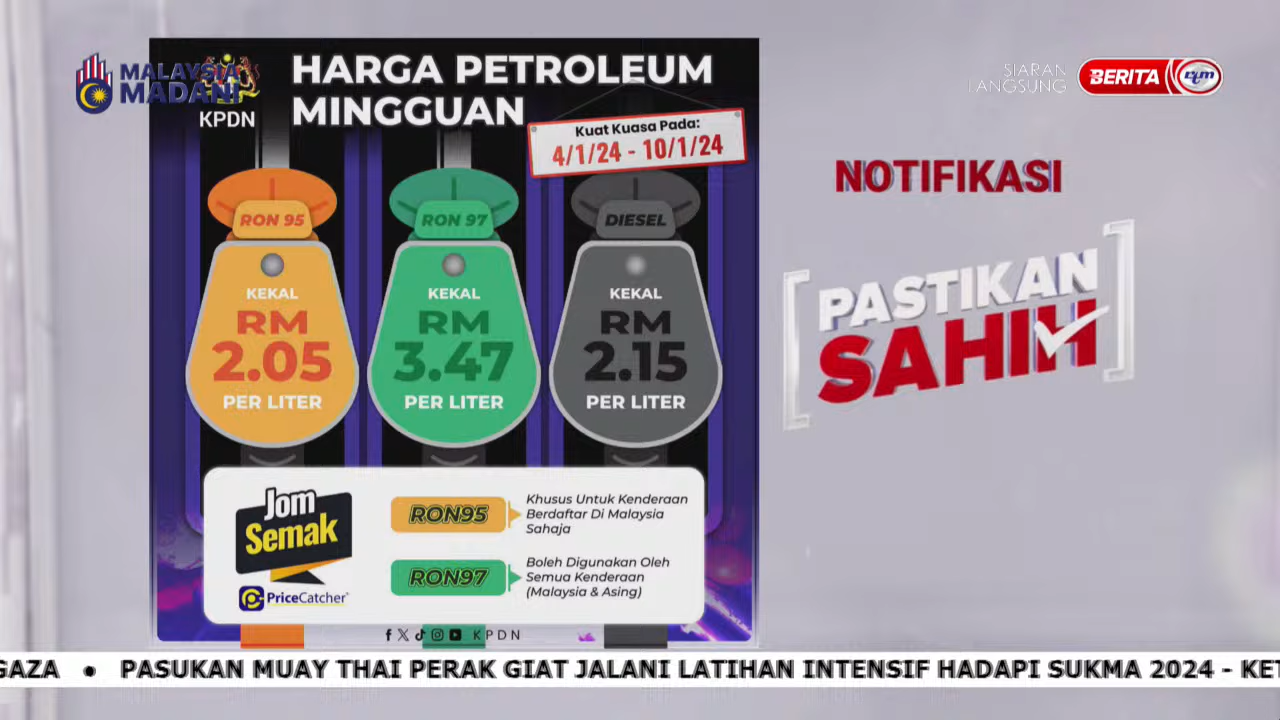 MALAYSIA
MADANI
KPDN
HARGA PETROLEUM
MINGGUAN
Kuat Kuasa Pada:
4/1/24 - 10/1/24
SIARAN
LANGSUNG
BERITA rtm
NOTIFIKASI
PASTIKAN
SAHIH
RON 95
KEKAL
RM
2.05
PER LITER
RON 97
KEKAL
RM
3.47
PER LITER
DIESEL
KEKAL
RM
2.15
PER LITER
Jom
Semak
PriceCatcher
RON95
Khusus Untuk Kenderaan
Berdaftar Di Malaysia
Sahaja
RON97
Boleh Digunakan Oleh
Semua Kenderaan
(Malaysia & Asing)
KPDN
GAZA • PASUKAN MUAY THAI PERAK GIAT JALANI LATIHAN INTENSIF HADAPI SUKMA 2024 - KET